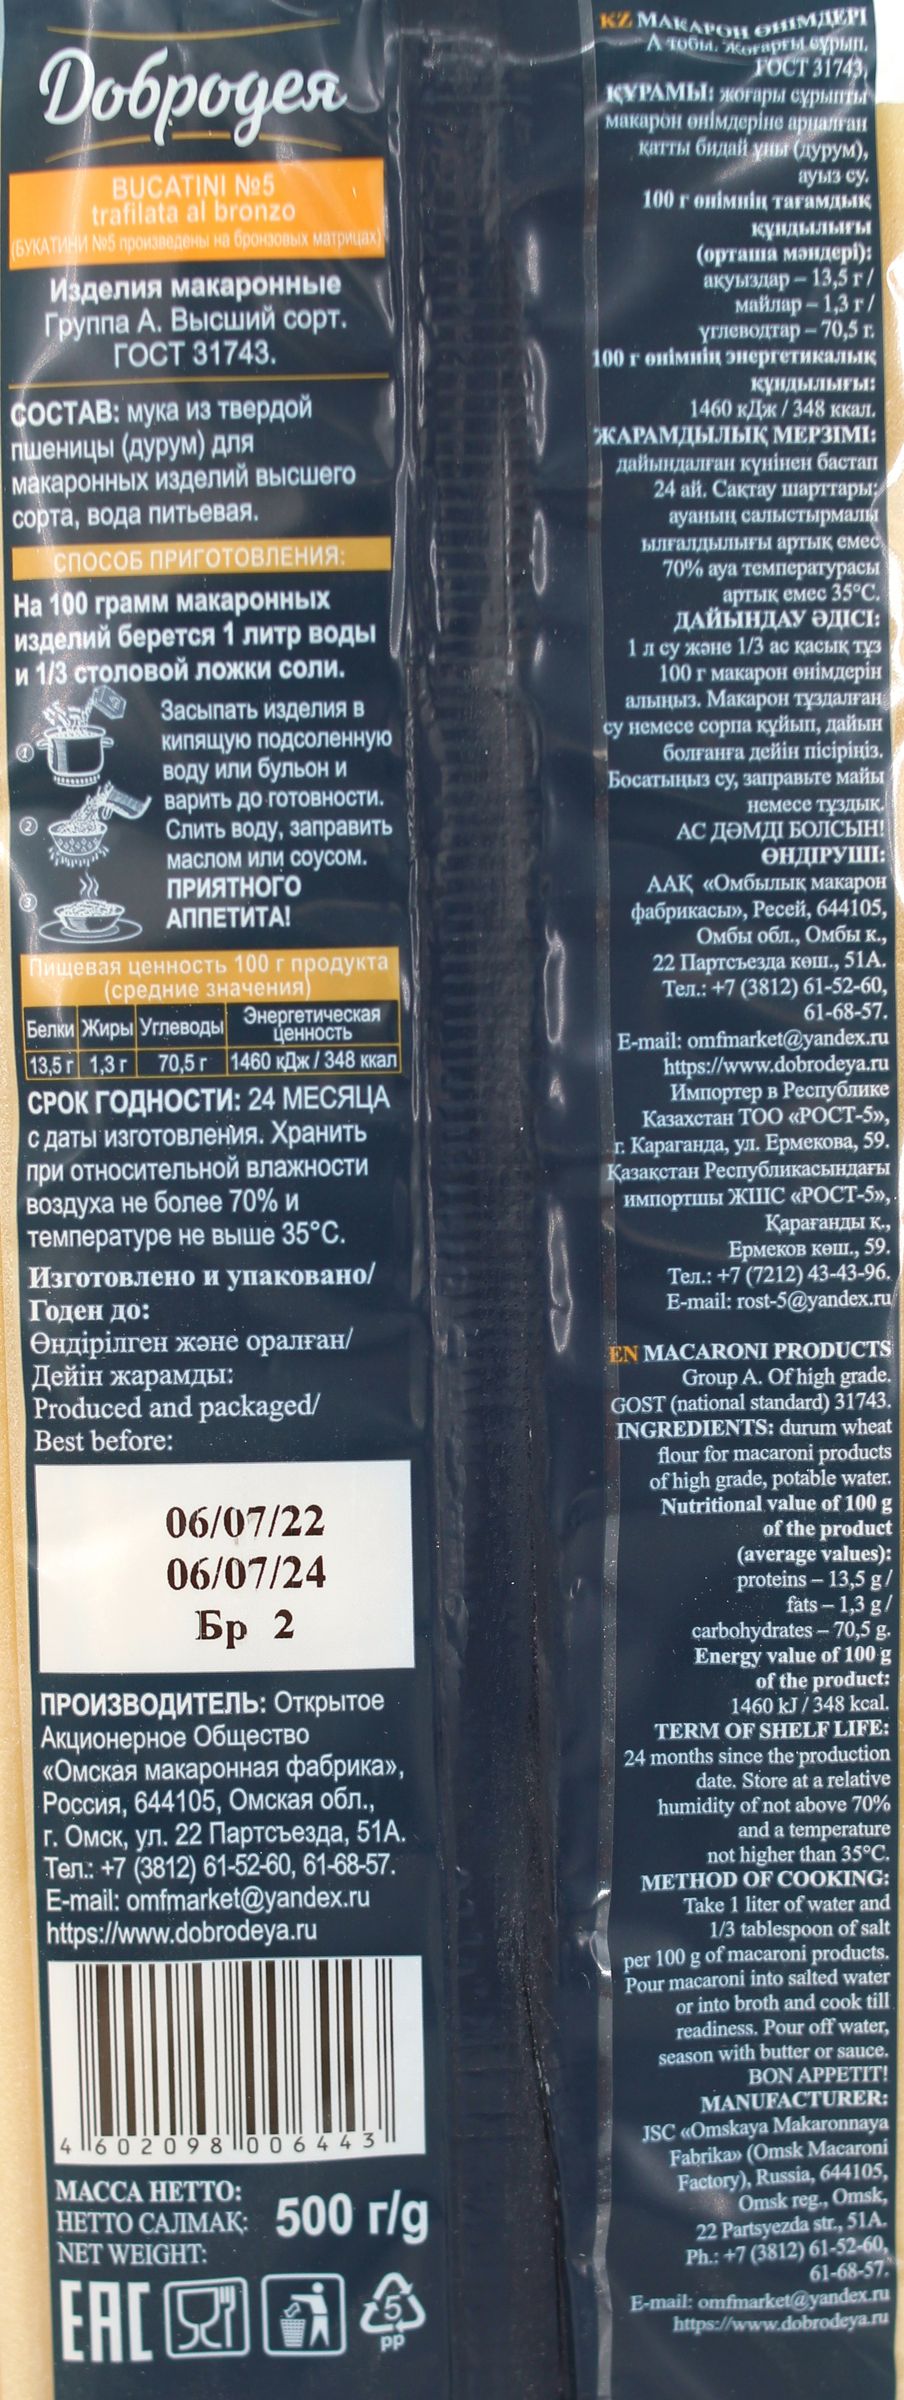 Добродея
BUCATINI №5
trafilata al bronzo
(БУКАТИНИ №5 произведены на бронзовых матрицах)
Изделия макаронные
Группа А. Высший сорт.
ГОСТ 31743.
СОСТАВ: мука из твердой
пшеницы (дурум) для
макаронных изделий высшего
сорта, вода питьевая.
СПОСОБ ПРИГОТОВЛЕНИЯ:
На 100 грамм макаронных
изделий берется 1 литр воды
и 1/3 столовой ложки соли.
1
2
3
Засыпать изделия в
кипящую подсоленную
воду или бульон и
варить до готовности.
Слить воду, заправить
маслом или соусом.
ПРИЯТНОГО
АППЕТИТА!
Пищевая ценность 100 г продукта
(средние значения)
Белки Жиры Углеводы Энергетическая
ценность
13,5 г 1,3 г 70,5 г 1460 кДж / 348 ккал
СРОК ГОДНОСТИ: 24 МЕСЯЦА
с даты изготовления. Хранить
при относительной влажности
воздуха не более 70% и
температуре не выше 35°С.
Изготовлено и упаковано/
Годен до:
Өндірілген және оралған/
Дейін жарамды:
Produced and packaged/
Best before:
06/07/22
06/07/24
Бр 2
ПРОИЗВОДИТЕЛЬ: Открытое
Акционерное Общество
«Омская макаронная фабрика»,
Россия, 644105, Омская обл.,
г. Омск, ул. 22 Партсъезда, 51А.
Тел.: +7 (3812) 61-52-60, 61-68-57.
E-mail: omfmarket@yandex.ru
https://www.dobrodeya.ru
4 602098 006443
МАССА НЕТТО:
НЕТТО САЛМАҚ:
NET WEIGHT:
500 г/g
EAC
5
PP
KZ МАКАРОН ӨНІМДЕРІ
А тобы. Жоғарғы сұрып.
ГОСТ 31743,
ҚҰРАМЫ: жоғары сұрыпты
макарон өнімдеріне арналған
қатты бидай ұны (дурум),
ауыз су.
100 г өнімнің тағамдық
құндылығы
(орташа мәндері):
ақуыздар – 13,5 г /
майлар – 1,3 г /
углеводтар – 70,5 г.
100 г өнімнің энергетикалық
құндылығы:
1460 кДж / 348 ккал.
ЖАРАМДЫЛЫҚ МЕРЗІМІ:
дайындалған күнінен бастап
24 ай. Сақтау шарттары:
ауаның салыстырмалы
ылғалдылығы артық емес
70% ауа температурасы
артық емес 35°С.
ДАЙЫНДАУ ӘДІСІ:
1 л су және 1/3 ас қасық тұз
100 г макарон өнімдерін
алыңыз. Макарон тұздалған
су немесе сорпа құйып, дайын
болғанға дейін пісіріңіз.
Босатыңыз су, заправьте майы
немесе тұздық.
АС ДӘМДІ БОЛСЫН!
ӨНДІРУШІ:
ААҚ «Омбылық макарон
фабрикасы», Ресей, 644105,
Омбы обл., Омбы к.,
22 Партсъезда көш., 51А.
Тел.: +7 (3812) 61-52-60,
61-68-57.
E-mail: omfmarket@yandex.ru
https://www.dobrodeya.ru
Импортер в Республике
Казахстан ТОО «РОСТ-5»,
г. Караганда, ул. Ермекова, 59.
Қазақстан Республикасындағы
импортшы ЖШС «РОСТ-5»,
Қарағанды қ.,
Ермеков көш., 59.
Тел.: +7 (7212) 43-43-96.
E-mail: rost-5@yandex.ru
EN MACARONI PRODUCTS
Group A. Of high grade.
GOST (national standard) 31743.
INGREDIENTS: durum wheat
flour for macaroni products
of high grade, potable water.
Nutritional value of 100 g
of the product
(average values):
proteins – 13,5 g /
fats – 1,3 g /
carbohydrates – 70,5 g.
Energy value of 100 g
of the product:
1460 kJ / 348 kcal.
TERM OF SHELF LIFE:
24 months since the production
date. Store at a relative
humidity of not above 70%
and a temperature
not higher than 35°C.
METHOD OF COOKING:
Take 1 liter of water and
1/3 tablespoon of salt
per 100 g of macaroni products.
Pour macaroni into salted water
or into broth and cook till
readiness. Pour off water,
season with butter or sauce.
BON APPETIT!
MANUFACTURER:
JSC «Omskaya Makaronnaya
Fabrika» (Omsk Macaroni
Factory), Russia, 644105,
Omsk reg., Omsk,
22 Partsyezda str., 51A.
Ph.: +7 (3812) 61-52-60,
61-68-57.
E-mail: omfmarket@yandex.ru
https://www.dobrodeya.ru